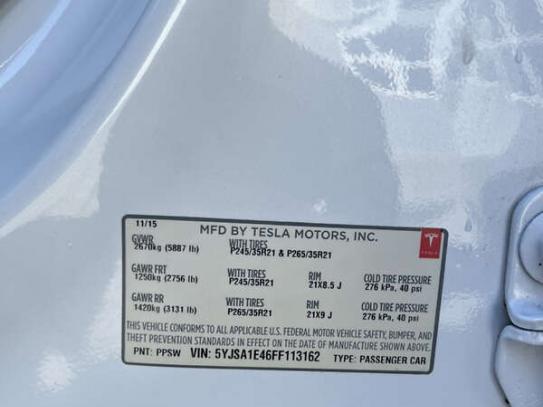 11/15
MFD BY TESLA MOTORS, INC.
GVWR
2670kg (5887 lb)
WITH TIRES
P245/35R21 & P265/35R21
TESLA
GAWR FRT
1250kg (2756 lb)
WITH TIRES
P245/35R21
RIM
21X8.5 J
COLD TIRE PRESSURE
276 kPa, 40 psi
GAWR RR
1420kg (3131 lb)
WITH TIRES
P265/35R21
RIM
21X9 J
COLD TIRE PRESSURE
276 kPa, 40 psi
THIS VEHICLE CONFORMS TO ALL APPLICABLE U.S. FEDERAL MOTOR VEHICLE SAFETY, BUMPER, AND
THEFT PREVENTION STANDARDS IN EFFECT ON THE DATE OF MANUFACTURE SHOWN ABOVE.
PNT: PPSW VIN: 5YJSA1E46FF113162 TYPE: PASSENGER CAR